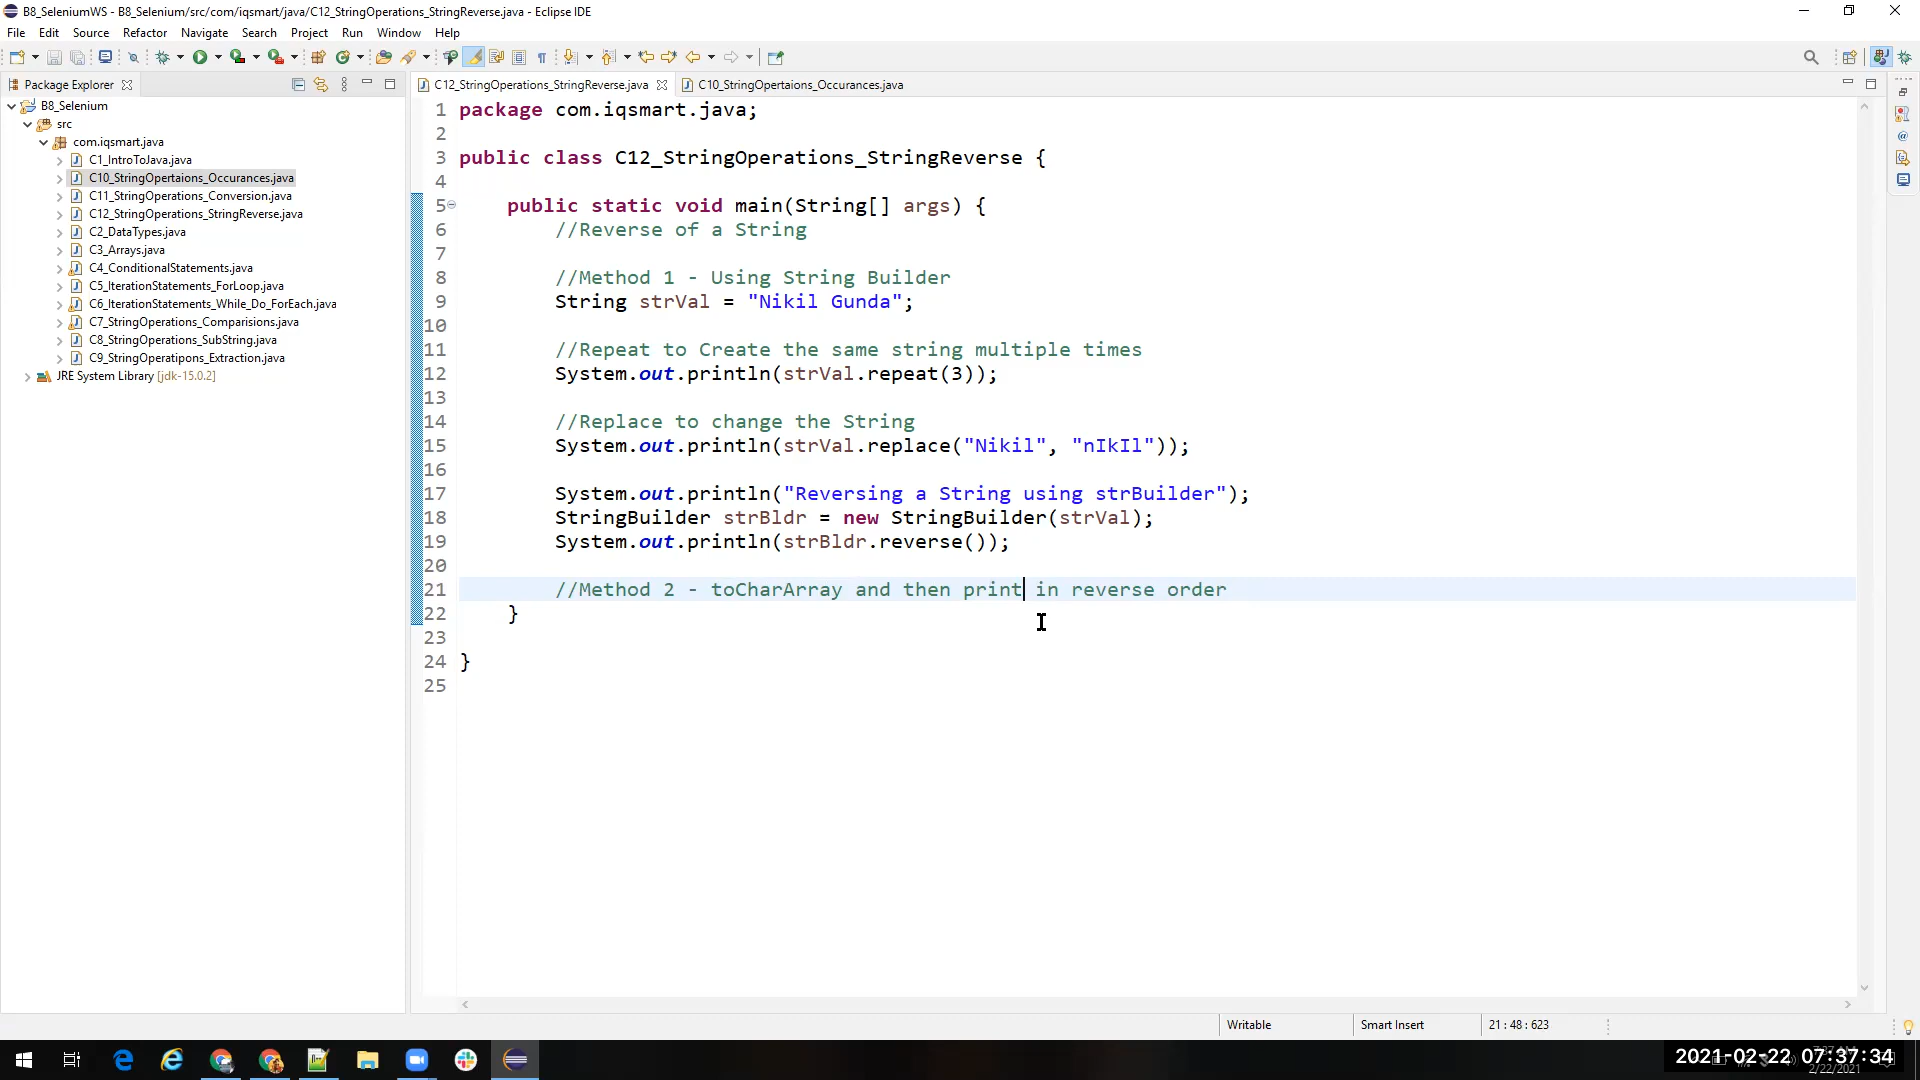 B8_SeleniumWS - B8_Selenium/src/com/iqsmart/java/C12_StringOperations_StringReverse.java - Eclipse IDE
File Edit Source Refactor Navigate Search Project Run Window Help
Package Explorer
C12_StringOperations_StringReverse.java
C10_StringOpertaions_Occurances.java
B8_Selenium
src
com.iqsmart.java
C1_IntroToJava.java
C10_StringOpertaions_Occurances.java
C11_StringOperations_Conversion.java
C12_StringOperations_StringReverse.java
C2_DataTypes.java
C3_Arrays.java
C4_ConditionalStatements.java
C5_IterationStatements_ForLoop.java
C6_IterationStatements_While_Do_ForEach.java
C7_StringOperations_Comparisions.java
C8_StringOperations_SubString.java
C9_StringOperatipons_Extraction.java
JRE System Library [jdk-15.0.2]
1 package com.iqsmart.java;
2
3 public class C12_StringOperations_StringReverse {
4
5 public static void main(String[] args) {
6 //Reverse of a String
7
8 //Method 1 - Using String Builder
9 String strVal = "Nikil Gunda";
10
11 //Repeat to Create the same string multiple times
12 System.out.println(strVal.repeat(3));
13
14 //Replace to change the String
15 System.out.println(strVal.replace("Nikil", "nIkIl"));
16
17 System.out.println("Reversing a String using strBuilder");
18 StringBuilder strBldr = new StringBuilder(strVal);
19 System.out.println(strBldr.reverse());
20
21 //Method 2 - toCharArray and then print in reverse order
22 }
23
24 }
25
Writable Smart Insert 21 : 48 : 623
2021-02-22 07:37:34
2/22/2021